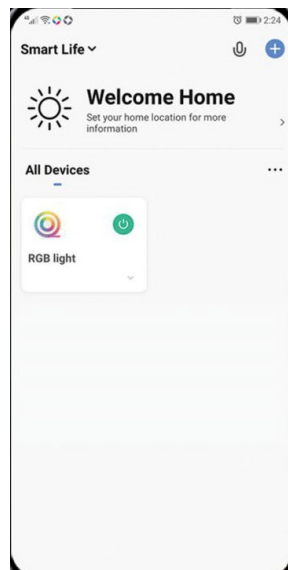 2:24
Smart Life
Welcome Home
Set your home location for more
information
All Devices
RGB light